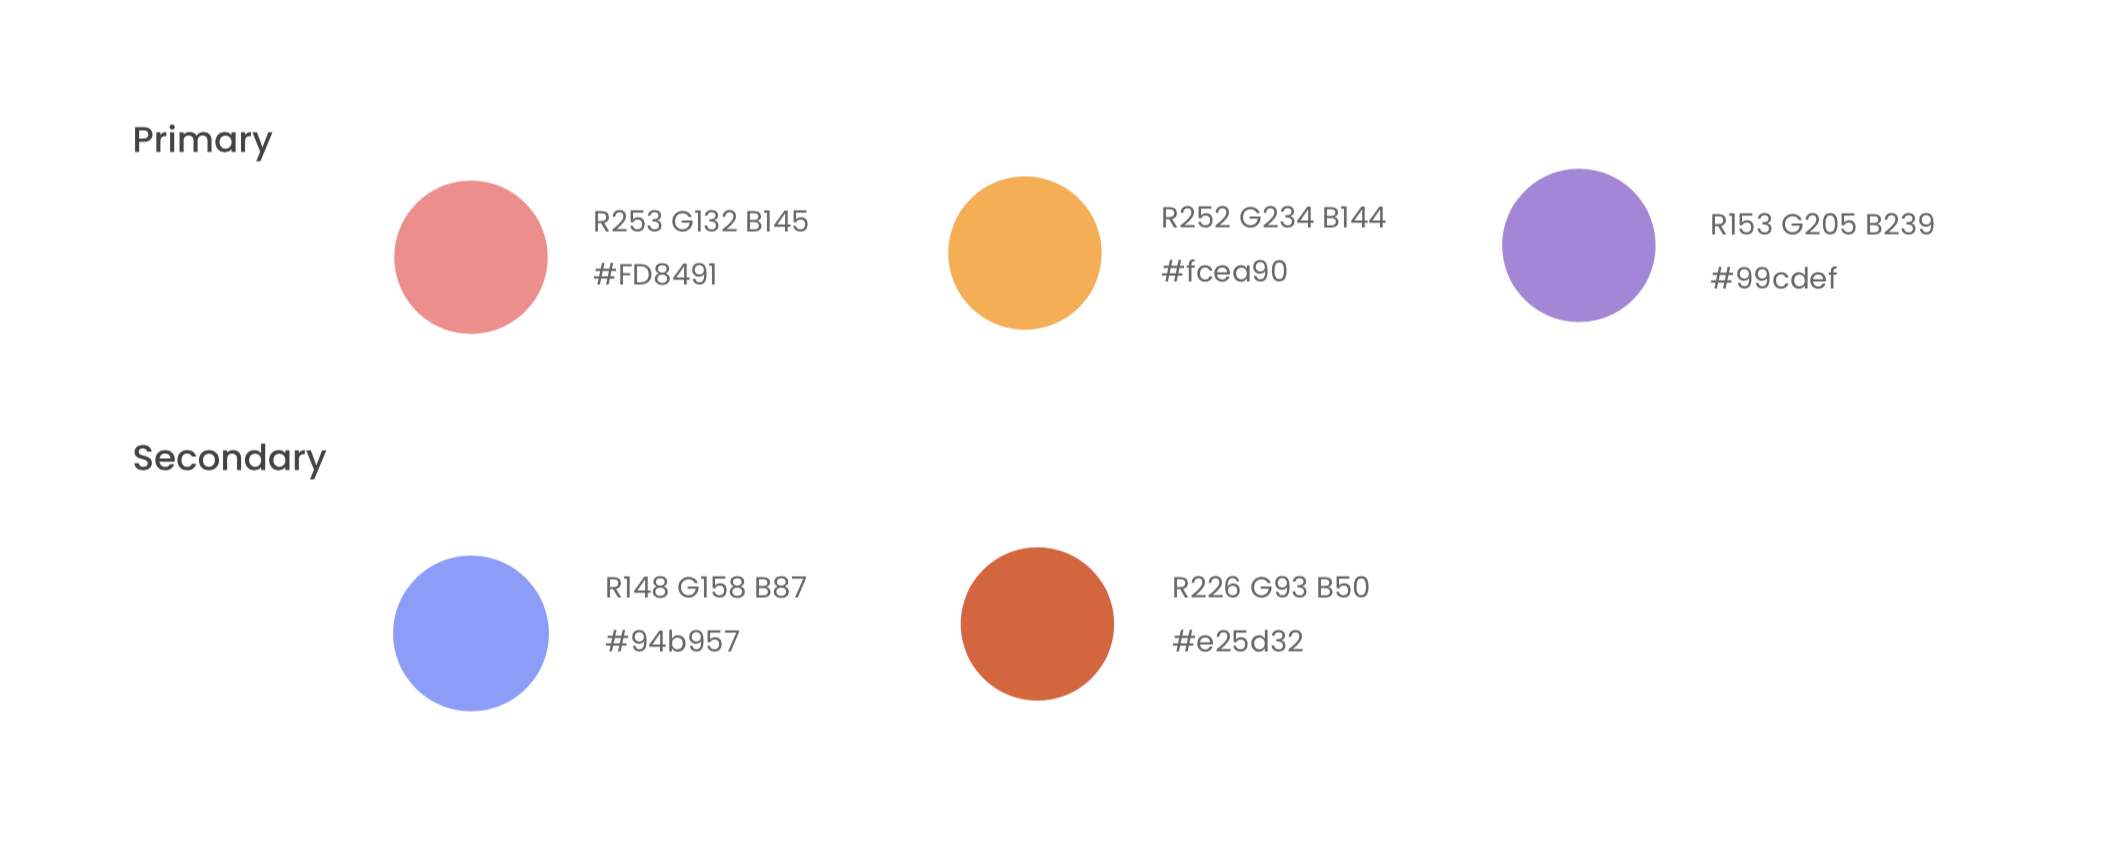 Primary
R253 G132 B145
#FD8491
R252 G234 B144
#fcea90
R153 G205 B239
#99cdef
Secondary
R148 G158 B87
#94b957
R226 G93 B50
#e25d32